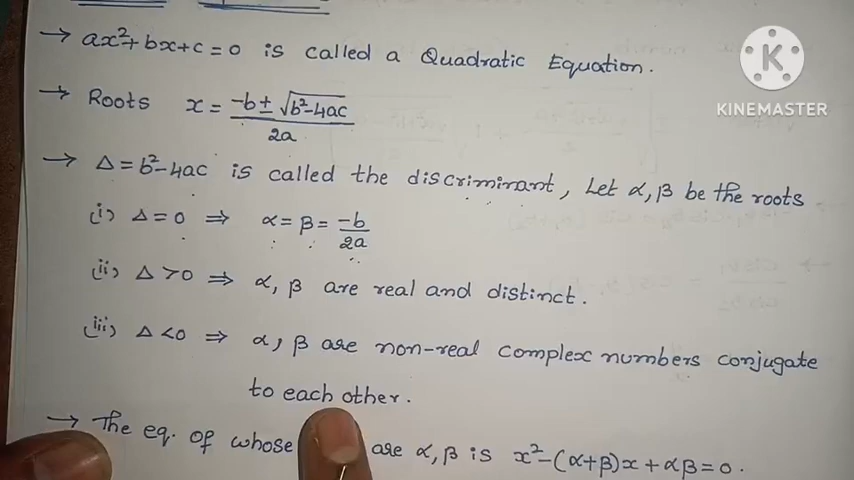 → ax²+bx+c=0 is called a Quadratic Equation.
KINEMASTER
→ Roots x = (-b ± √(b²-4ac)) / 2a
→ Δ = b²-4ac is called the discriminant, Let α, β be the roots
(i) Δ=0 ⇒ α = β = -b/2a
(ii) Δ>0 ⇒ α, β are real and distinct.
(iii) Δ<0 ⇒ α, β are non-real complex numbers conjugate
to each other.
→ The eq. of whose are α, β is x²-(α+β)x+αβ=0.